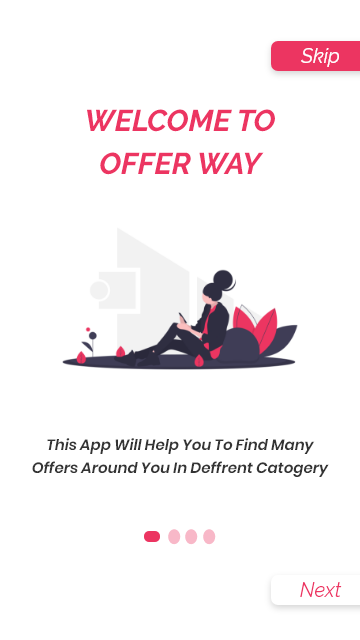 Skip
WELCOME TO
OFFER WAY
This App Will Help You To Find Many
Offers Around You In Deffrent Catogery
Next